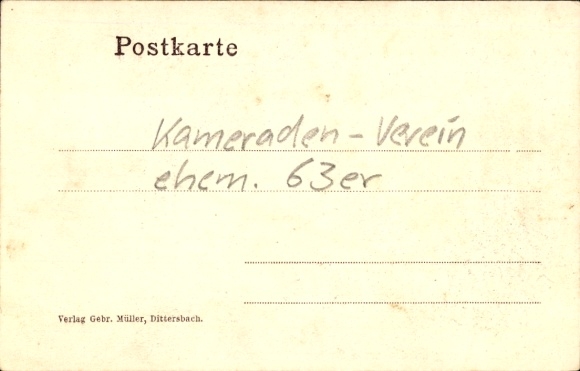 Postkarte
Kameraden - Verein
ehem. 63er
Verlag Gebr. Müller, Dittersbach.